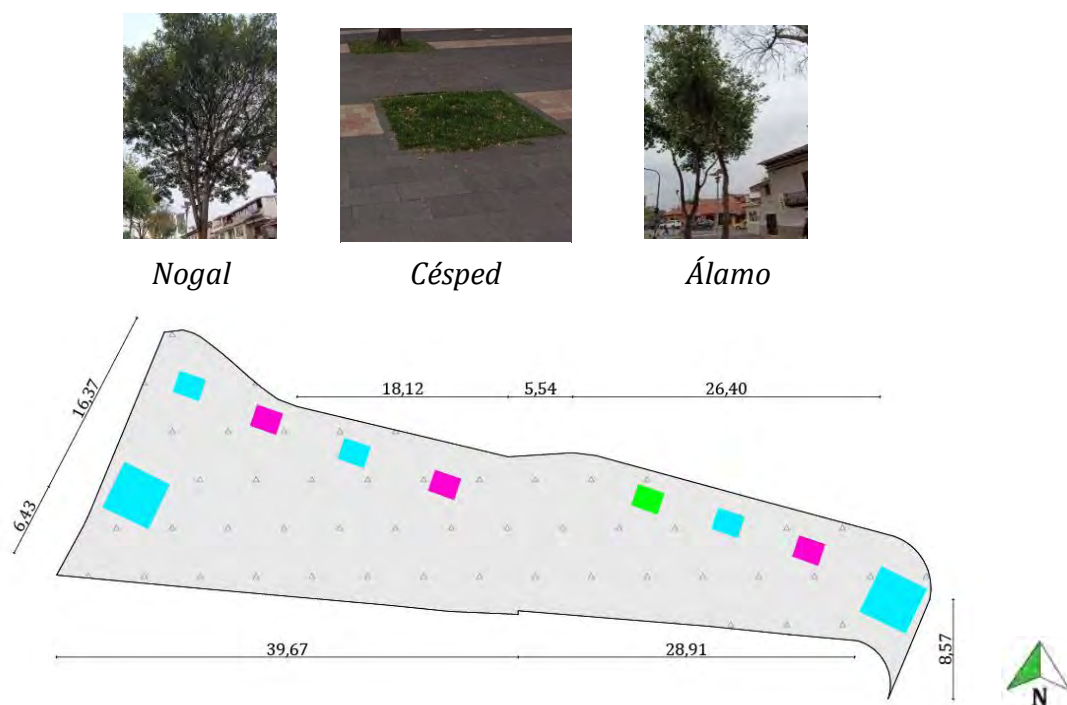 Nogal
Césped
Álamo
16,37
6,43
18,12
5,54
26,40
39,67
28,91
8,57
N